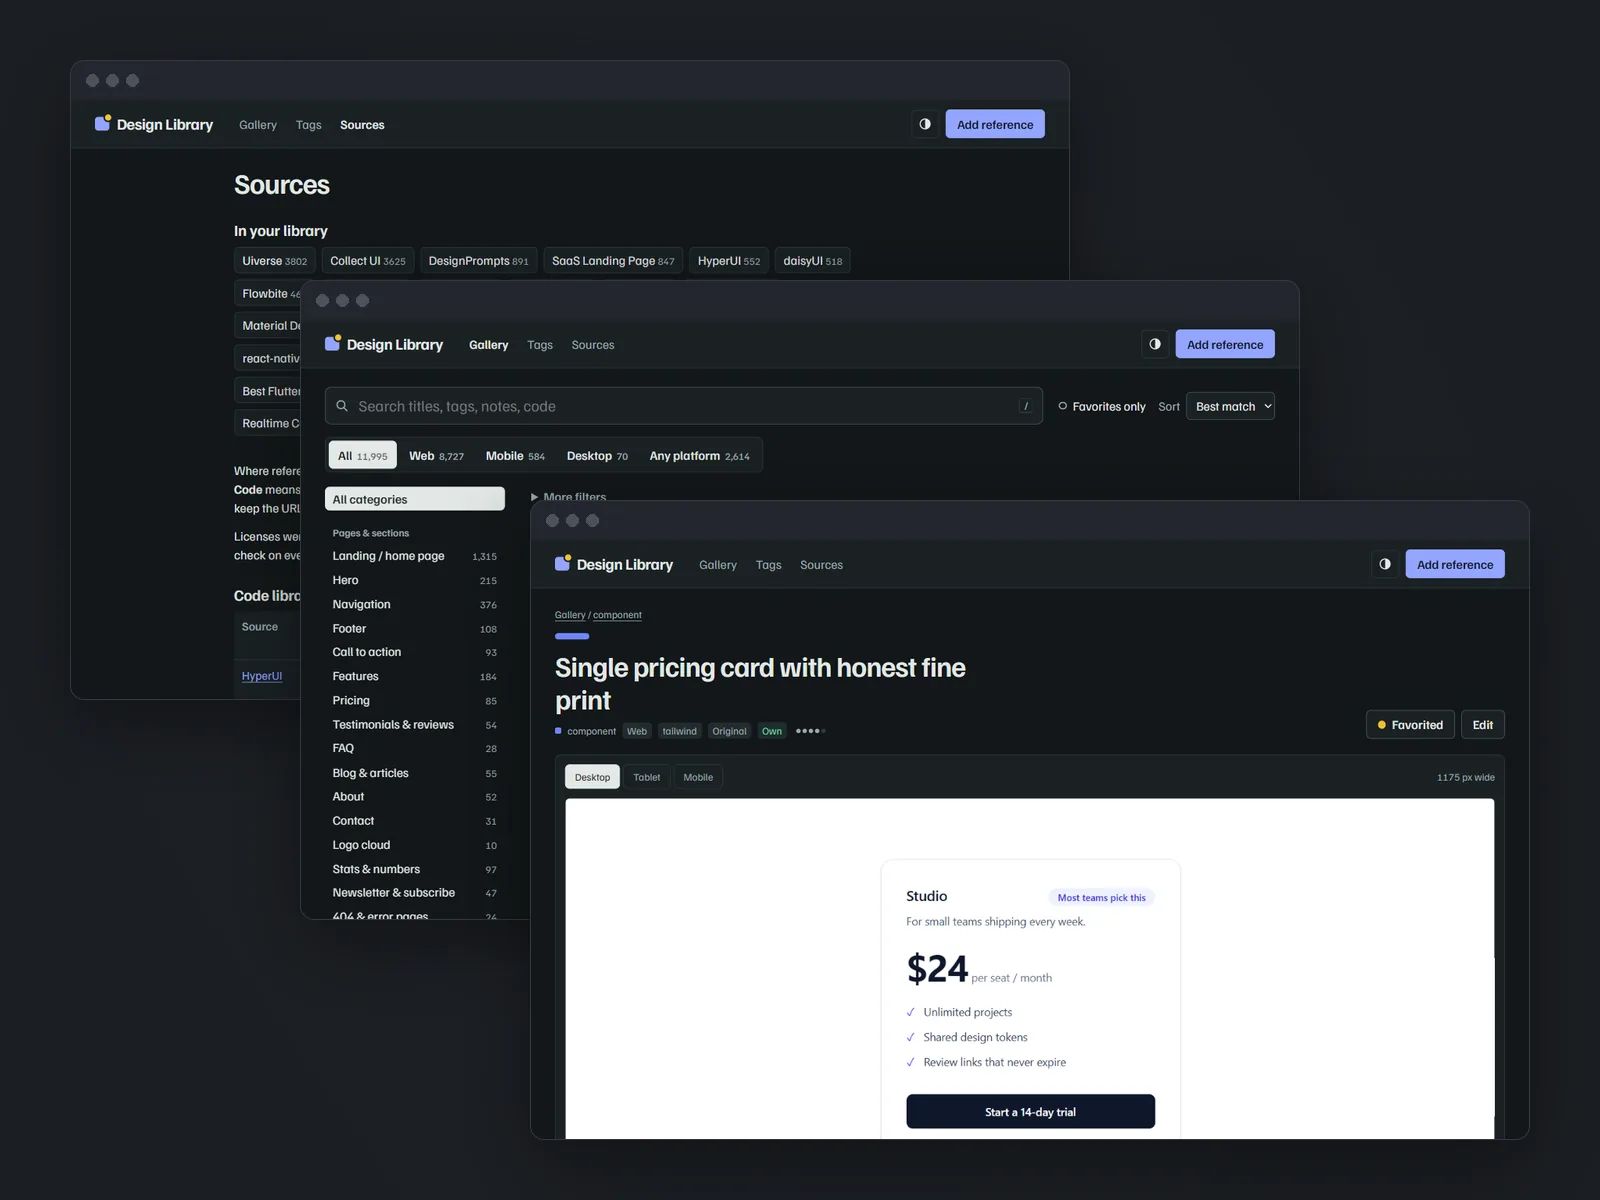 Design Library Gallery Tags Sources Add reference
Sources
In your library
Uiverse 3802 Collect UI 3625 DesignPrompts 891 SaaS Landing Page 847 HyperUI 552 daisyUI 518
Flowbite
Material
react-nativ
Best Flutter
Realtime C
Where refere
Code means
keep the URL
Licenses wer
check on eve
Code libra
Source
HyperUI
Design Library Gallery Tags Sources Add reference
Search titles, tags, notes, code / Favorites only Sort Best match
All 11,995 Web 8,727 Mobile 584 Desktop 70 Any platform 2,614
All categories More filters
Pages & sections
Landing / home page 1,315
Hero 215
Navigation 376
Footer 108
Call to action 93
Features 184
Pricing 85
Testimonials & reviews 54
FAQ 28
Blog & articles 55
About 52
Contact 31
Logo cloud 10
Stats & numbers 97
Newsletter & subscribe 47
404 & error pages 24
Design Library Gallery Tags Sources Add reference
Gallery / component
Single pricing card with honest fine
print
component Web tailwind Original Own Favorited Edit
Desktop Tablet Mobile 1175 px wide
Studio Most teams pick this
For small teams shipping every week.
$24 per seat / month
✓ Unlimited projects
✓ Shared design tokens
✓ Review links that never expire
Start a 14-day trial